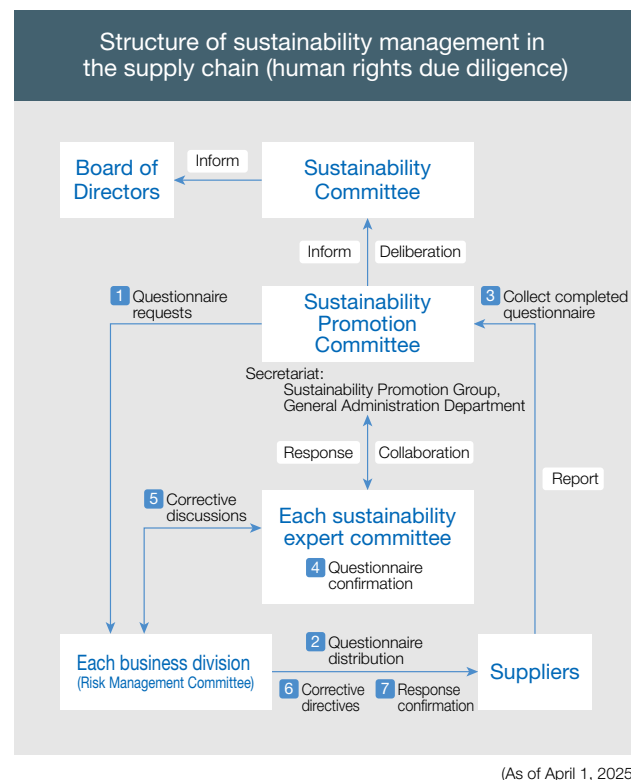 Structure of sustainability management in
the supply chain (human rights due diligence)
Board of
Directors
Inform
Sustainability
Committee
Inform
Deliberation
1 Questionnaire
requests
Sustainability
Promotion
Committee
3 Collect completed
questionnaire
Secretariat:
Sustainability Promotion Group,
General Administration Department
Response
Collaboration
Report
5 Corrective
discussions
Each sustainability
expert committee
4 Questionnaire
confirmation
Each business division
(Risk Management Committee)
2 Questionnaire
distribution
6 Corrective
directives
7 Response
confirmation
Suppliers
(As of April 1, 2025